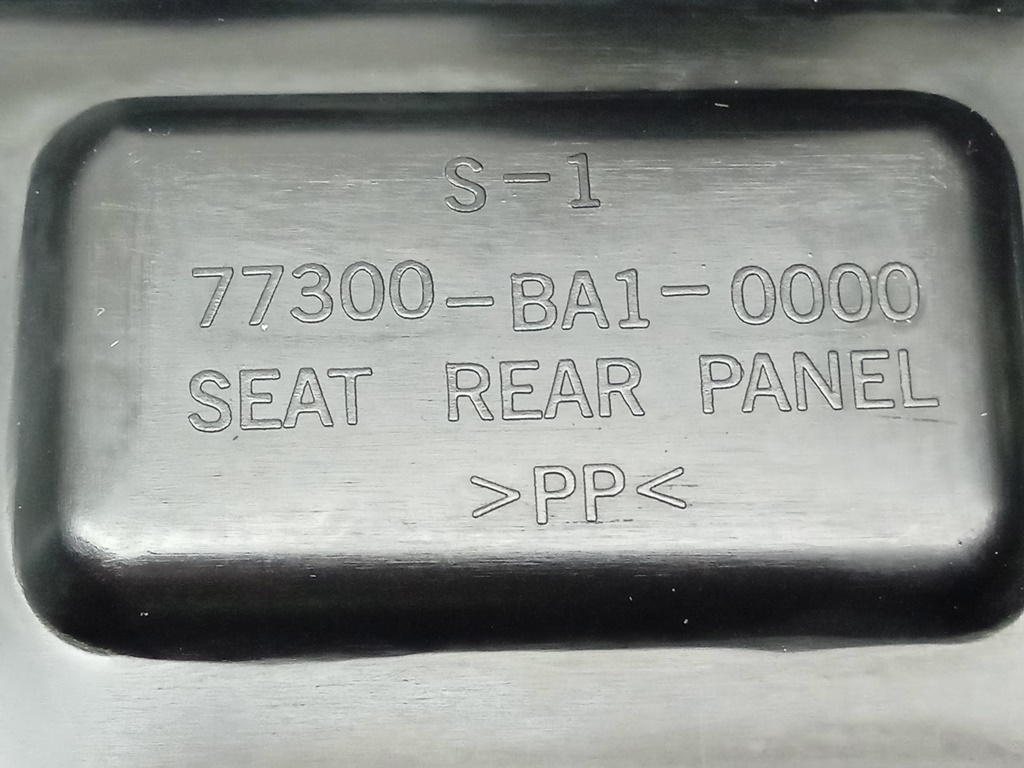 S-1
77300-BA1-0000
SEAT REAR PANEL
>PP<